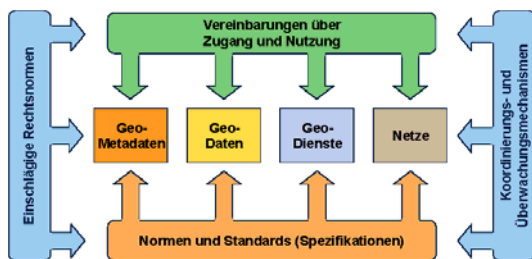 Vereinbarungen über
Zugang und Nutzung
Einschlägige Rechtsnormen
Geo-
Metadaten
Geo-
Daten
Geo-
Dienste
Netze
Koordinierungs- und
Überwachungsmechanismen
Normen und Standards (Spezifikationen)